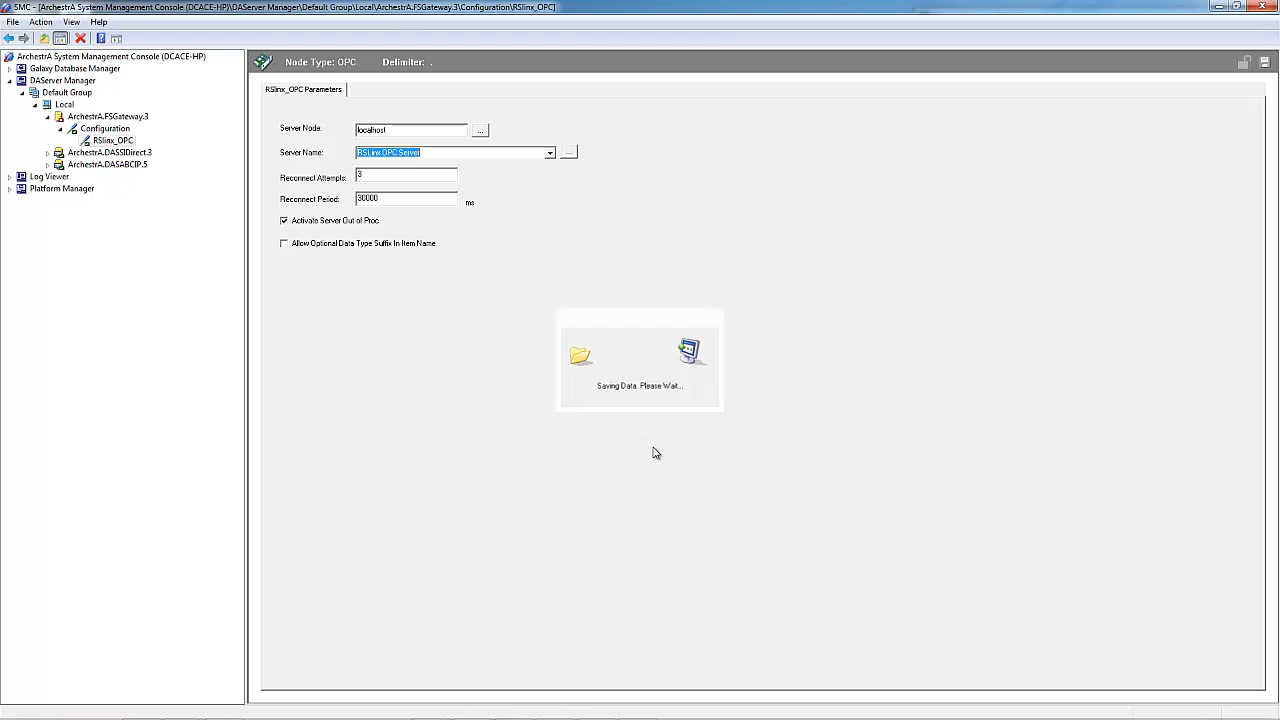 SMC - [ArchestrA System Management Console (DCACE-HP)\DAServer Manager\Default Group\Local\ArchestrA.FSGateway.3\Configuration\RSlinx_OPC]
File Action View Help
ArchestrA System Management Console (DCACE-HP)
Galaxy Database Manager
DAServer Manager
Default Group
Local
ArchestrA.FSGateway.3
Configuration
RSlinx_OPC
ArchestrA.DASSIDirect.3
ArchestrA.DASABCIP.5
Log Viewer
Platform Manager
Node Type: OPC Delimiter: .
RSlinx_OPC Parameters
Server Node: localhost ...
Server Name: RSLinx OPC Server ...
Reconnect Attempts: 3
Reconnect Period: 30000 ms
Activate Server Out of Proc
Allow Optional Data Type Suffix In Item Name
Saving Data. Please Wait...